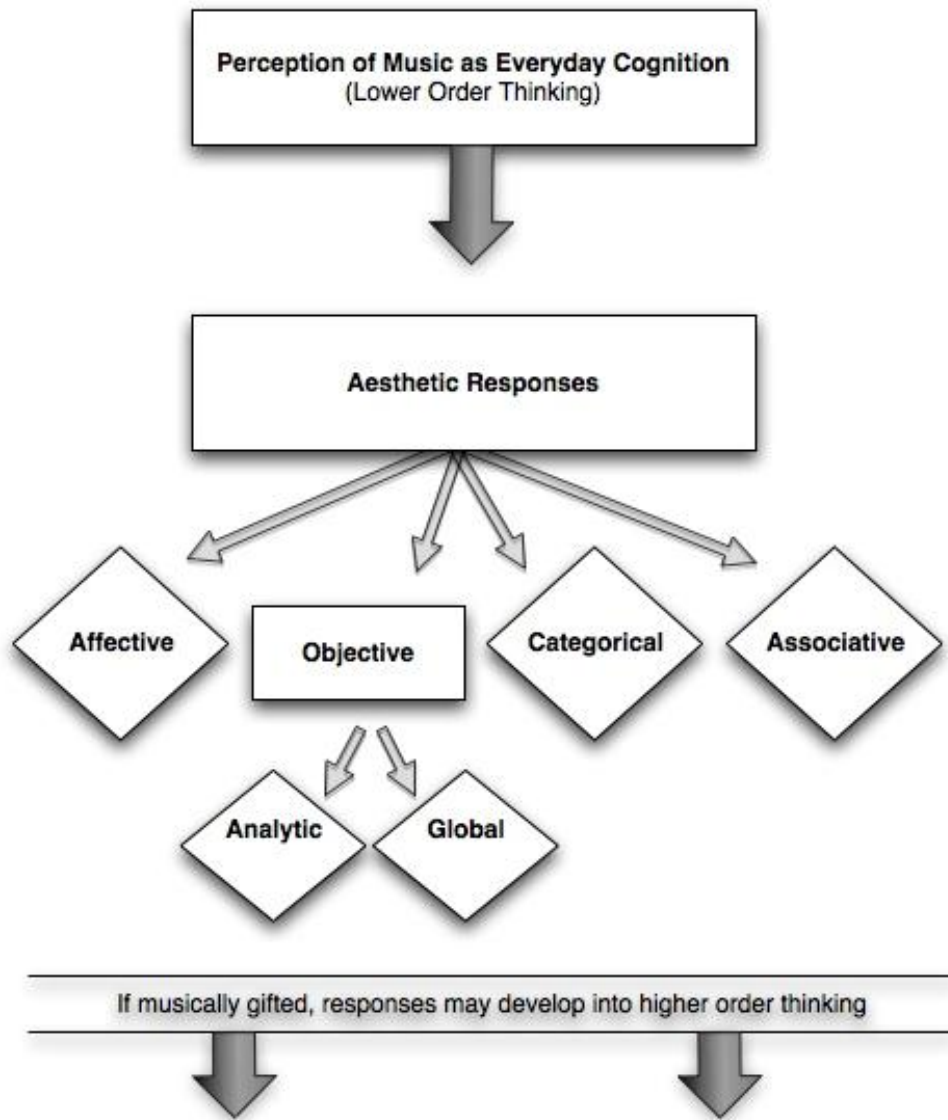 Perception of Music as Everyday Cognition
(Lower Order Thinking)
Aesthetic Responses
Affective
Objective
Categorical
Associative
Analytic
Global
If musically gifted, responses may develop into higher order thinking